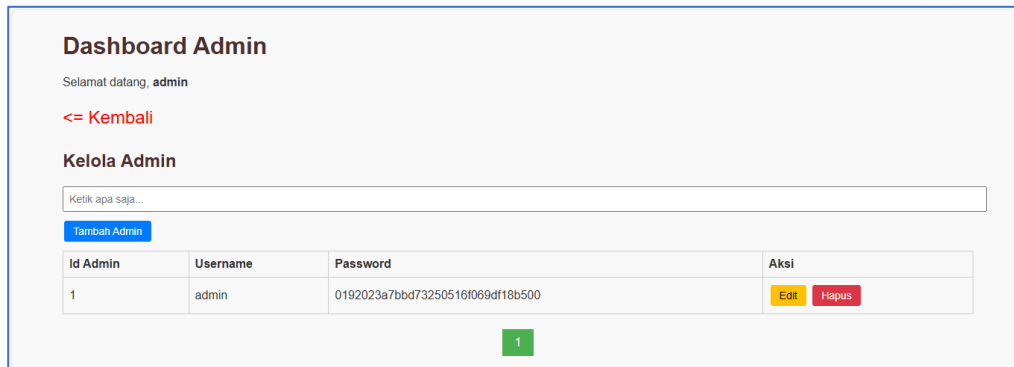 Dashboard Admin
Selamat datang, admin
<= Kembali
Kelola Admin
Ketik apa saja...
Tambah Admin
Id Admin Username Password Aksi
1 admin 0192023a7bbd73250516f069df18b500 Edit Hapus
1